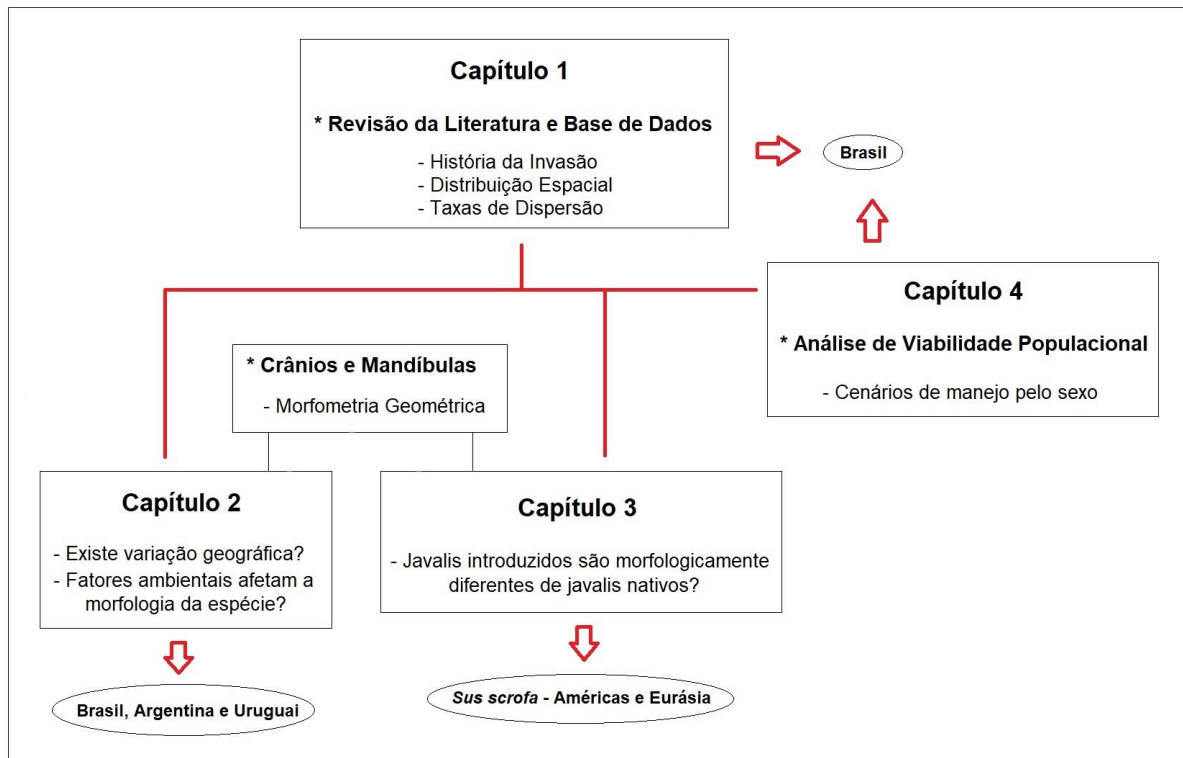 Capítulo 1
* Revisão da Literatura e Base de Dados
- História da Invasão
- Distribuição Espacial
- Taxas de Dispersão
Brasil
Capítulo 4
* Análise de Viabilidade Populacional
- Cenários de manejo pelo sexo
* Crânios e Mandíbulas
- Morfometria Geométrica
Capítulo 2
- Existe variação geográfica?
- Fatores ambientais afetam a
morfologia da espécie?
Brasil, Argentina e Uruguai
Capítulo 3
- Javalis introduzidos são morfologicamente
diferentes de javalis nativos?
Sus scrofa - Américas e Eurásia